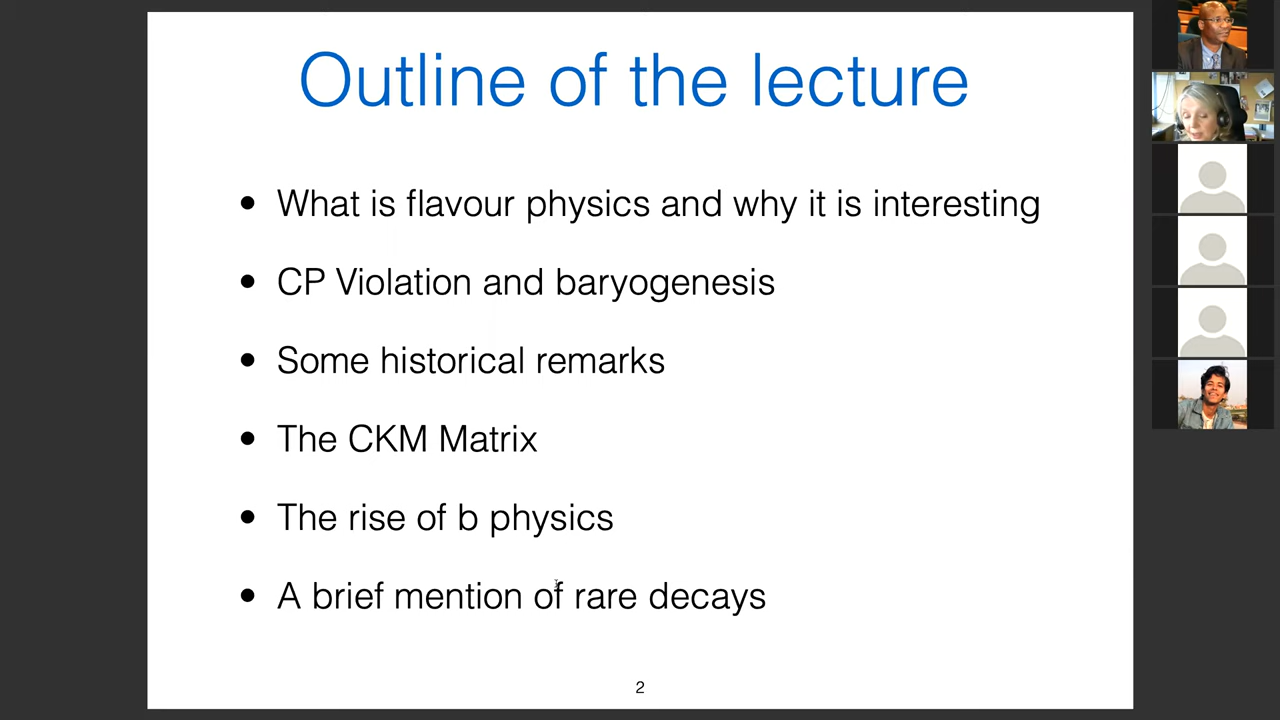 Outline of the lecture
• What is flavour physics and why it is interesting
• CP Violation and baryogenesis
• Some historical remarks
• The CKM Matrix
• The rise of b physics
• A brief mention of rare decays
2